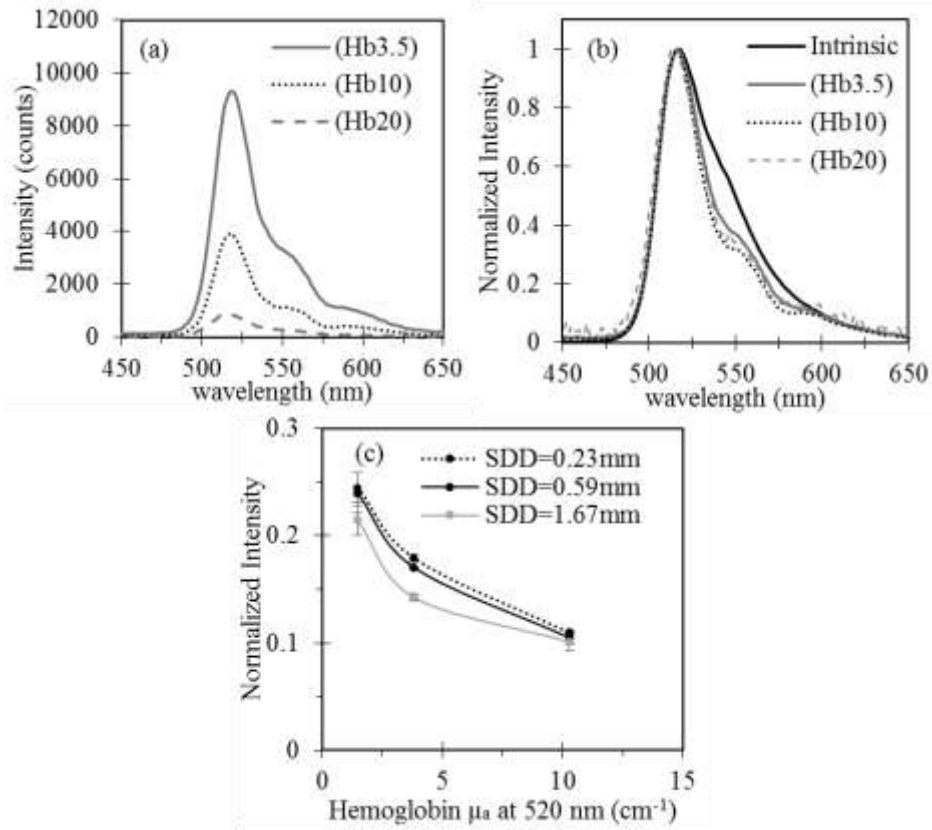 12000
(a)
(Hb3.5)
10000
(Hb10)
8000
(Hb20)
6000
4000
2000
0
450 500 550 600 650
Intensity (counts)
wavelength (nm)
(b)
Intrinsic
1
(Hb3.5)
0.8
(Hb10)
0.6
(Hb20)
0.4
0.2
0
450 500 550 600 650
Normalized Intensity
wavelength (nm)
0.3
(c)
SDD=0.23mm
SDD=0.59mm
0.2
SDD=1.67mm
0.1
0
0 5 10 15
Normalized Intensity
Hemoglobin µa at 520 nm (cm⁻¹)